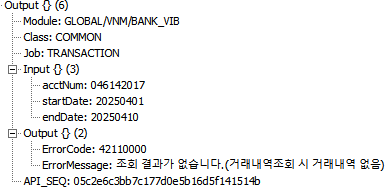 Output {} (6)
Module: GLOBAL/VNM/BANK_VIB
Class: COMMON
Job: TRANSACTION
Input {} (3)
acctNum: 046142017
startDate: 20250401
endDate: 20250410
Output {} (2)
ErrorCode: 42110000
ErrorMessage: 조회 결과가 없습니다.(거래내역조회 시 거래내역 없음)
API_SEQ: 05c2e6c3bb7c177d0e5b16d5f141514b